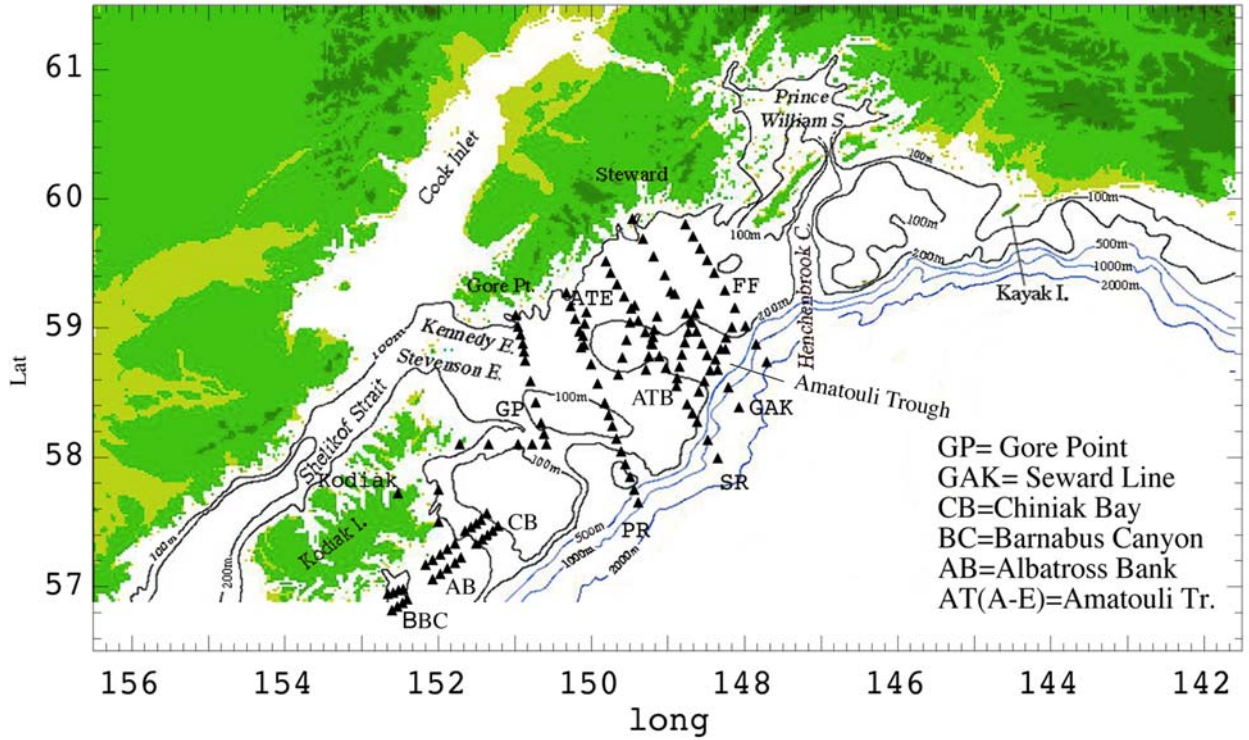 61
60
59
58
57
Lat
156
154
152
150
148
146
144
142
long
Cook Inlet
Prince
William S
Steward
100m
100m
100m
100m
200m
500m
1000m
2000m
Kayak I.
Henchenbrook C.
Gore Pt.
ATE
FF
200m
Kennedy E.
Stevenson E.
100m
Shelikof Strait
Amatouli Trough
ATB
GP
100m
GAK
100m
SR
PR
Kodiak
Kodiak I.
CB
AB
BBC
100m
200m
500m
1000m
2000m
GP= Gore Point
GAK= Seward Line
CB=Chiniak Bay
BC=Barnabus Canyon
AB=Albatross Bank
AT(A-E)=Amatouli Tr.